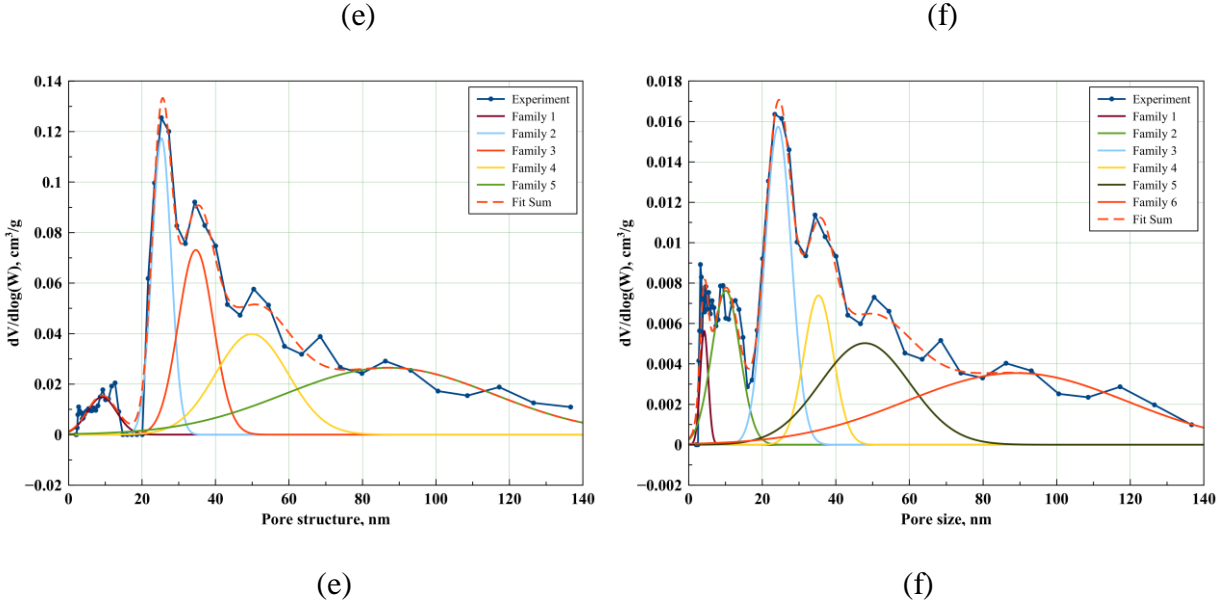 (e)
(f)
0.14
0.12
0.1
0.08
0.06
0.04
0.02
0
−0.02
dV/dlog(W), cm³/g
0
20
40
60
80
100
120
140
Pore structure, nm
Experiment
Family 1
Family 2
Family 3
Family 4
Family 5
Fit Sum
0.018
0.016
0.014
0.012
0.01
0.008
0.006
0.004
0.002
0
−0.002
dV/dlog(W), cm³/g
0
20
40
60
80
100
120
140
Pore size, nm
Experiment
Family 1
Family 2
Family 3
Family 4
Family 5
Family 6
Fit Sum
(e)
(f)